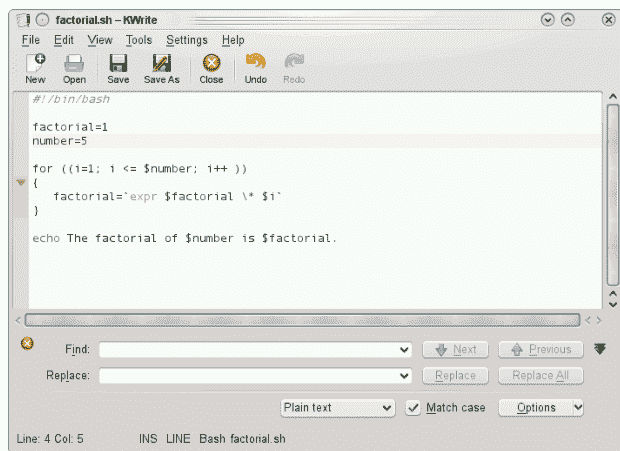 factorial.sh – KWrite
File Edit View Tools Settings Help
New Open Save Save As Close Undo Redo
#!/bin/bash
factorial=1
number=5
for ((i=1; i <= $number; i++ ))
{
factorial=`expr $factorial \* $i`
}
echo The factorial of $number is $factorial.
Find: Next Previous
Replace: Replace Replace All
Plain text Match case Options
Line: 4 Col: 5 INS LINE Bash factorial.sh